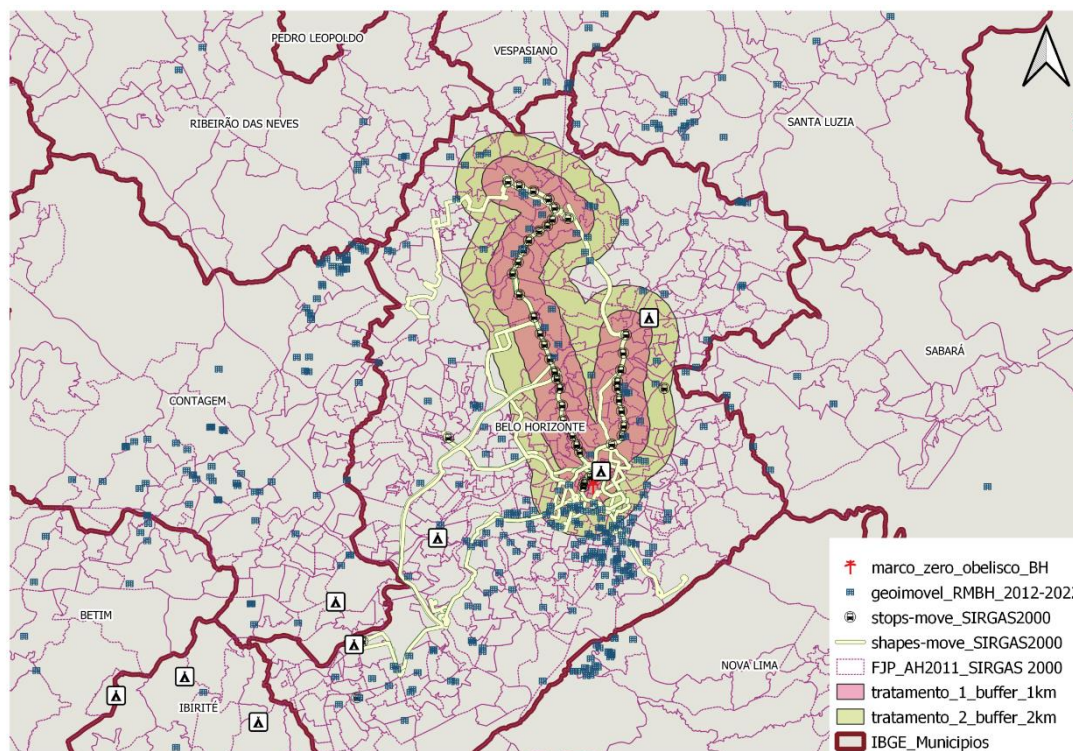 PEDRO LEOPOLDO
VESPASIANO
RIBEIRÃO DAS NEVES
SANTA LUZIA
SABARÁ
CONTAGEM
BELO HORIZONTE
BETIM
NOVA LIMA
IBIRITÉ
marco_zero_obelisco_BH
geoimovel_RMBH_2012-202
stops-move_SIRGAS2000
shapes-move_SIRGAS2000
FJP_AH2011_SIRGAS 2000
tratamento_1_buffer_1km
tratamento_2_buffer_2km
IBGE_Municipios